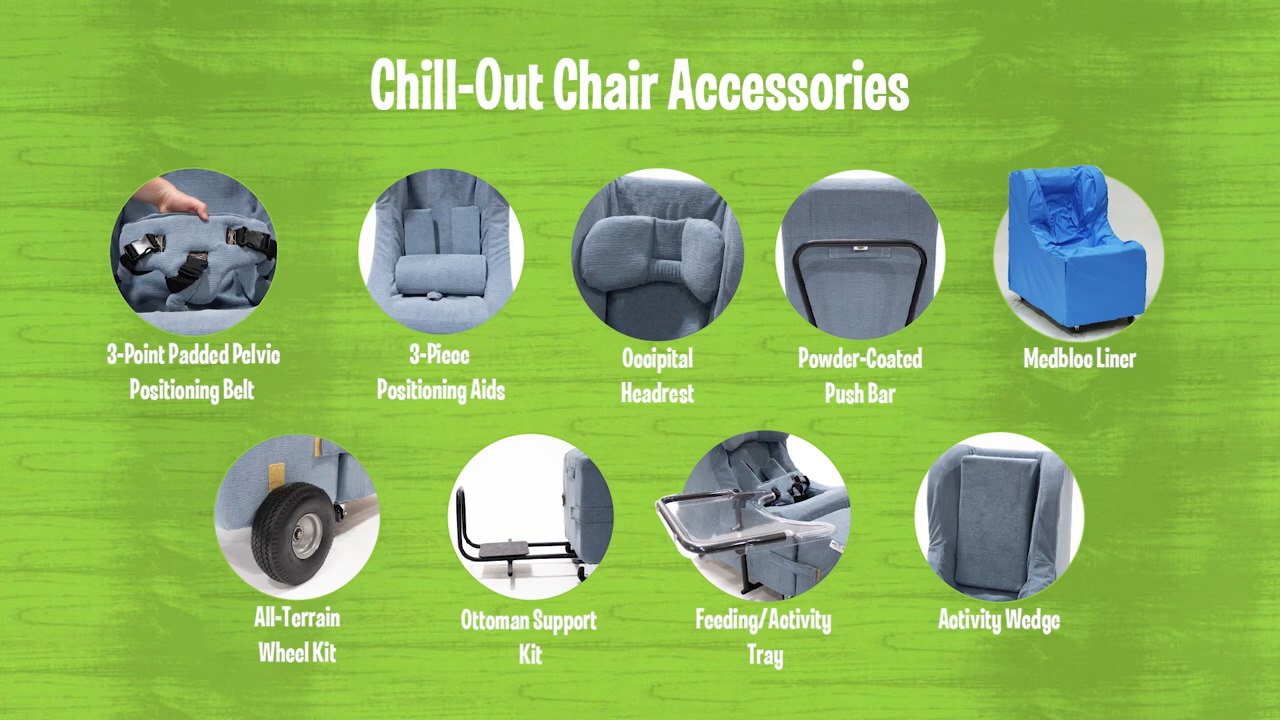 Chill-Out Chair Accessories
3-Point Padded Pelvic
Positioning Belt
3-Piece
Positioning Aids
Occipital
Headrest
Powder-Coated
Push Bar
Medbloc Liner
All-Terrain
Wheel Kit
Ottoman Support
Kit
Feeding/Activity
Tray
Activity Wedge